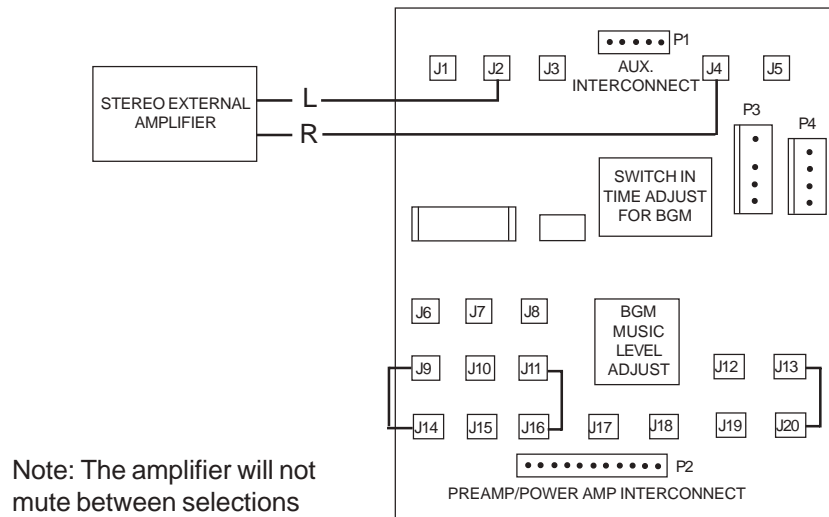 P1
J1 J2 J3 AUX. J4 J5
INTERCONNECT
STEREO EXTERNAL
AMPLIFIER
L
R
P3
P4
SWITCH IN
TIME ADJUST
FOR BGM
J6 J7 J8
BGM
MUSIC
LEVEL
ADJUST
J9 J10 J11 J12 J13
J14 J15 J16 J17 J18 J19 J20
P2
PREAMP/POWER AMP INTERCONNECT
Note: The amplifier will not
mute between selections